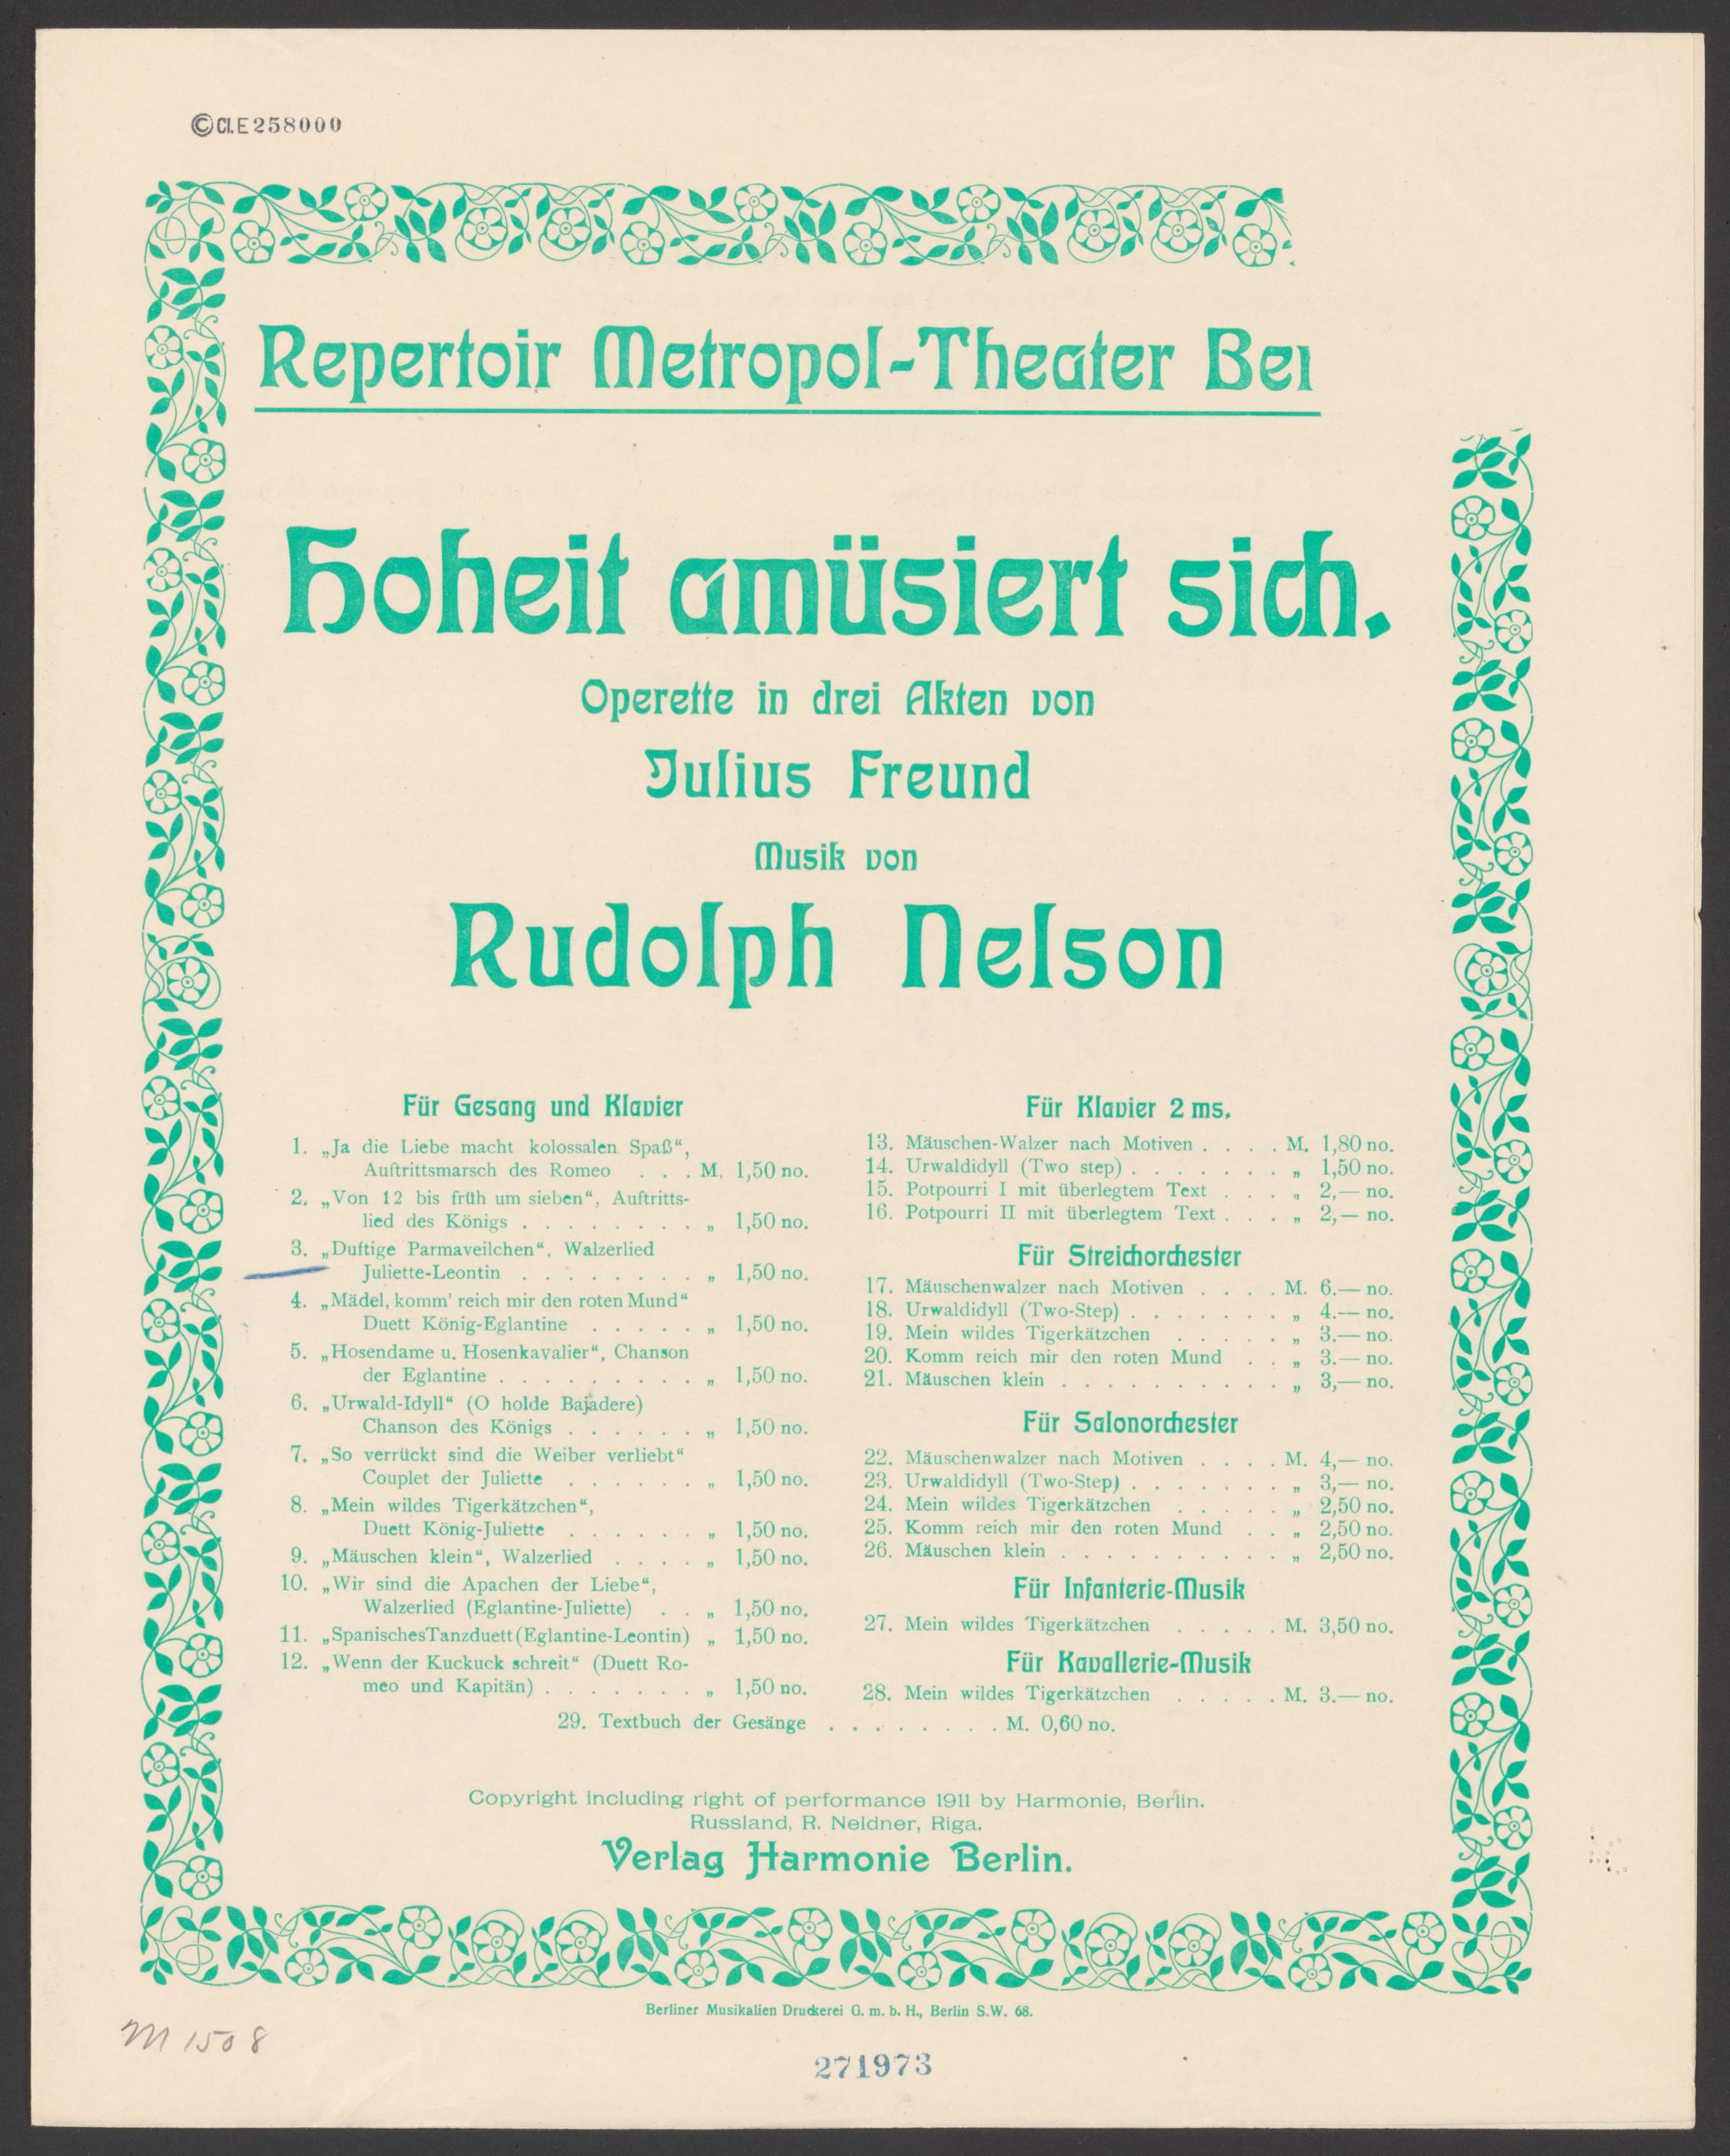 ©Cl.E258000
Repertoir Metropol-Theater Be
Hoheit amüsiert sich.
Operette in drei Akten von
Julius Freund
Musik von
Rudolph Nelson
Für Gesang und Klavier
1. „Ja die Liebe macht kolossalen Spaß“,
Auftrittsmarsch des Romeo . . . M. 1,50 no.
2. „Von 12 bis früh um sieben“, Auftritts-
lied des Königs . . . . . . . . „ 1,50 no.
3. „Duftige Parmaveilchen“, Walzerlied
Juliette-Leontin . . . . . . . . „ 1,50 no.
4. „Mädel, komm' reich mir den roten Mund“
Duett König-Eglantine . . . . . „ 1,50 no.
5. „Hosendame u. Hosenkavalier“, Chanson
der Eglantine . . . . . . . . . „ 1,50 no.
6. „Urwald-Idyll“ (O holde Bajadere)
Chanson des Königs . . . . . . „ 1,50 no.
7. „So verrückt sind die Weiber verliebt“
Couplet der Juliette . . . . . . „ 1,50 no.
8. „Mein wildes Tigerkätzchen“,
Duett König-Juliette . . . . . . „ 1,50 no.
9. „Mäuschen klein“, Walzerlied . . . . „ 1,50 no.
10. „Wir sind die Apachen der Liebe“,
Walzerlied (Eglantine-Juliette) . . „ 1,50 no.
11. „Spanisches Tanzduett (Eglantine-Leontin) „ 1,50 no.
12. „Wenn der Kuckuck schreit“ (Duett Ro-
meo und Kapitän) . . . . . . . „ 1,50 no.
Für Klavier 2 ms.
13. Mäuschen-Walzer nach Motiven . . . . M. 1,80 no.
14. Urwaldidyll (Two step) . . . . . . . „ 1,50 no.
15. Potpourri I mit überlegtem Text . . . „ 2,— no.
16. Potpourri II mit überlegtem Text . . . „ 2,— no.
Für Streichorchester
17. Mäuschenwalzer nach Motiven . . . . M. 6.— no.
18. Urwaldidyll (Two-Step) . . . . . . . „ 4.— no.
19. Mein wildes Tigerkätzchen . . . . . „ 3.— no.
20. Komm reich mir den roten Mund . . „ 3.— no.
21. Mäuschen klein . . . . . . . . . . „ 3,— no.
Für Salonorchester
22. Mäuschenwalzer nach Motiven . . . . M. 4,— no.
23. Urwaldidyll (Two-Step) . . . . . . . „ 3,— no.
24. Mein wildes Tigerkätzchen . . . . . „ 2,50 no.
25. Komm reich mir den roten Mund . . „ 2,50 no.
26. Mäuschen klein . . . . . . . . . . „ 2,50 no.
Für Infanterie-Musik
27. Mein wildes Tigerkätzchen . . . . . M. 3,50 no.
Für Kavallerie-Musik
28. Mein wildes Tigerkätzchen . . . . . M. 3.— no.
29. Textbuch der Gesänge . . . . . . . . M. 0,60 no.
Copyright including right of performance 1911 by Harmonie, Berlin.
Russland, R. Neldner, Riga.
Verlag Harmonie Berlin.
Berliner Musikalien Druckerei G. m. b. H., Berlin S.W. 68.
M 1508
271973